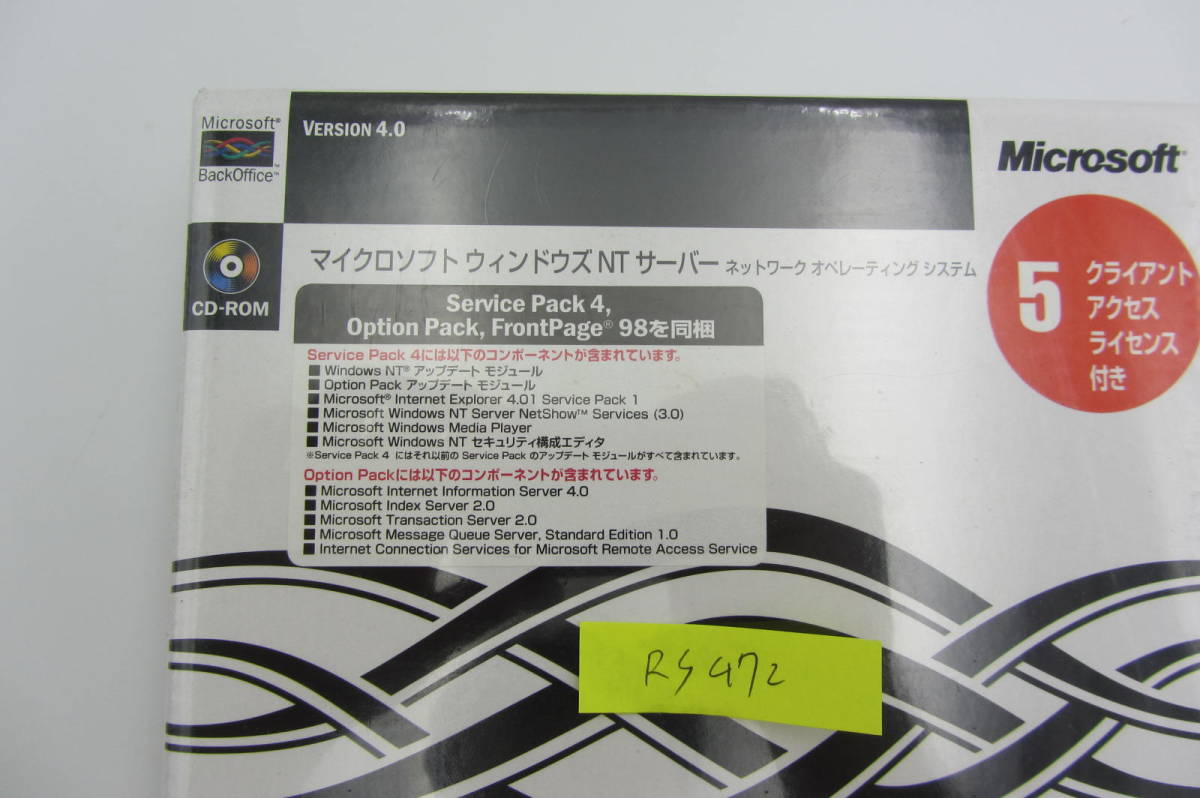 Microsoft®
BackOffice™
VERSION 4.0
Microsoft®
CD-ROM
マイクロソフト ウィンドウズ NT サーバー ネットワーク オペレーティング システム
5
クライアント
アクセス
ライセンス
付き
Service Pack 4,
Option Pack, FrontPage® 98を同梱
Service Pack 4には以下のコンポーネントが含まれています。
■ Windows NT® アップデート モジュール
■ Option Pack アップデート モジュール
■ Microsoft® Internet Explorer 4.01 Service Pack 1
■ Microsoft Windows NT Server NetShow™ Services (3.0)
■ Microsoft Windows Media Player
■ Microsoft Windows NT セキュリティ構成エディタ
※Service Pack 4 にはそれ以前の Service Pack のアップデート モジュールがすべて含まれています。
Option Packには以下のコンポーネントが含まれています。
■ Microsoft Internet Information Server 4.0
■ Microsoft Index Server 2.0
■ Microsoft Transaction Server 2.0
■ Microsoft Message Queue Server, Standard Edition 1.0
■ Internet Connection Services for Microsoft Remote Access Service
RS472